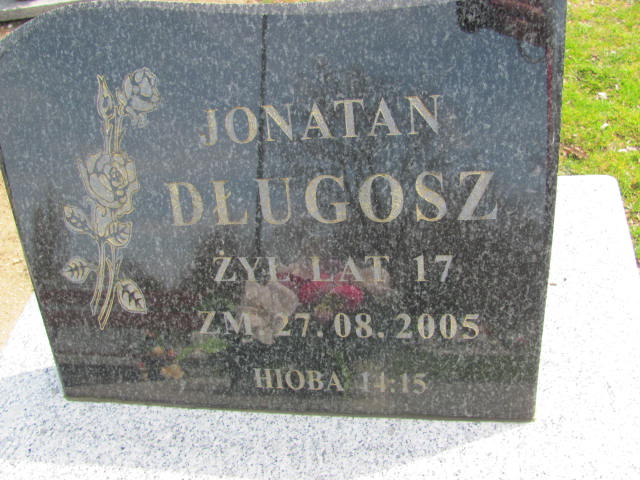 JONATAN
DŁUGOSZ
ŻYŁ LAT 17
ZM. 27.08.2005
HIOBA 14:15